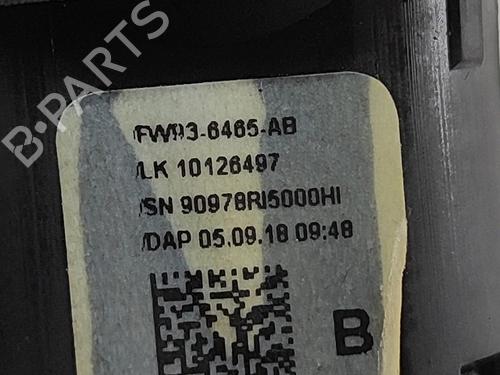 B-PARTS
FW93-6465-AB
/LK 10126497
/SN 90978RI5000HI
/DAP 05.09.18 09:48
B